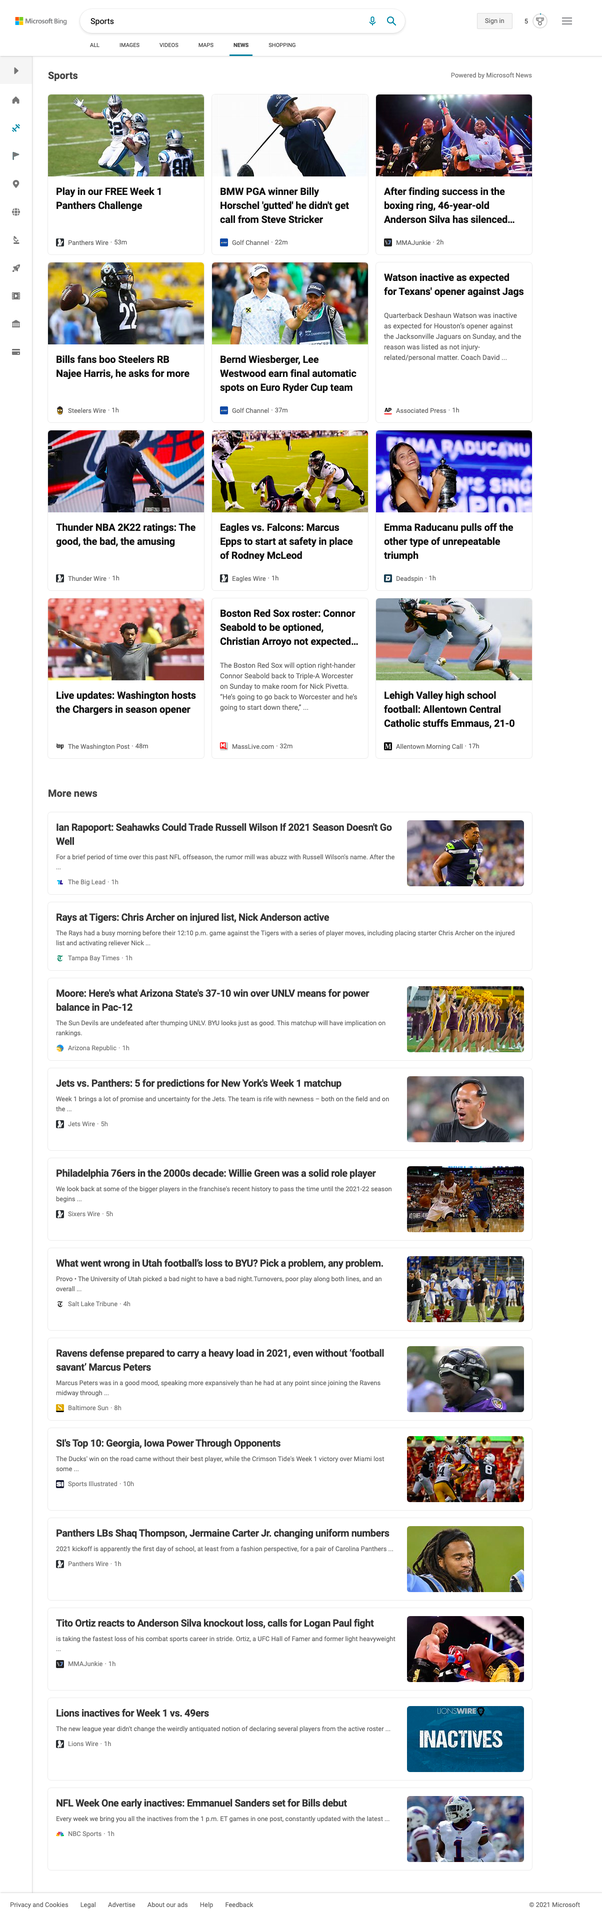 Microsoft Bing
Sports
Sign in
5
ALL IMAGES VIDEOS MAPS NEWS SHOPPING
Sports
Powered by Microsoft News
Play in our FREE Week 1
Panthers Challenge
Panthers Wire · 53m
BMW PGA winner Billy
Horschel 'gutted' he didn't get
call from Steve Stricker
Golf Channel · 22m
After finding success in the
boxing ring, 46-year-old
Anderson Silva has silenced...
MMAJunkie · 2h
22
Bills fans boo Steelers RB
Najee Harris, he asks for more
Steelers Wire · 1h
Bernd Wiesberger, Lee
Westwood earn final automatic
spots on Euro Ryder Cup team
Golf Channel · 37m
Watson inactive as expected
for Texans' opener against Jags
Quarterback Deshaun Watson was inactive
as expected for Houston's opener against
the Jacksonville Jaguars on Sunday, and the
reason was listed as not injury-
related/personal matter. Coach David ...
AP Associated Press · 1h
Thunder NBA 2K22 ratings: The
good, the bad, the amusing
Thunder Wire · 1h
Eagles vs. Falcons: Marcus
Epps to start at safety in place
of Rodney McLeod
Eagles Wire · 1h
EMMA RADUCANU
Emma Raducanu pulls off the
other type of unrepeatable
triumph
Deadspin · 1h
Live updates: Washington hosts
the Chargers in season opener
wp The Washington Post · 48m
Boston Red Sox roster: Connor
Seabold to be optioned,
Christian Arroyo not expected...
The Boston Red Sox will option right-hander
Connor Seabold back to Triple-A Worcester
on Sunday to make room for Nick Pivetta.
"He's going to go back to Worcester and he's
going to start down there," ...
MassLive.com · 32m
Lehigh Valley high school
football: Allentown Central
Catholic stuffs Emmaus, 21-0
Allentown Morning Call · 17h
More news
Ian Rapoport: Seahawks Could Trade Russell Wilson If 2021 Season Doesn't Go
Well
For a brief period of time over this past NFL offseason, the rumor mill was abuzz with Russell Wilson's name. After the
...
The Big Lead · 1h
3
Rays at Tigers: Chris Archer on injured list, Nick Anderson active
The Rays had a busy morning before their 12:10 p.m. game against the Tigers with a series of player moves, including placing starter Chris Archer on the injured
list and activating reliever Nick ...
Tampa Bay Times · 1h
Moore: Here's what Arizona State's 37-10 win over UNLV means for power
balance in Pac-12
The Sun Devils are undefeated after thumping UNLV. BYU looks just as good. This matchup will have implication on
rankings.
Arizona Republic · 1h
Jets vs. Panthers: 5 for predictions for New York's Week 1 matchup
Week 1 brings a lot of promise and uncertainty for the Jets. The team is rife with newness – both on the field and on
the ...
Jets Wire · 5h
Philadelphia 76ers in the 2000s decade: Willie Green was a solid role player
We look back at some of the bigger players in the franchise's recent history to pass the time until the 2021-22 season
begins ...
Sixers Wire · 5h
What went wrong in Utah football's loss to BYU? Pick a problem, any problem.
Provo • The University of Utah picked a bad night to have a bad night.Turnovers, poor play along both lines, and an
overall ...
Salt Lake Tribune · 4h
Ravens defense prepared to carry a heavy load in 2021, even without 'football
savant' Marcus Peters
Marcus Peters was in a good mood, speaking more expansively than he had at any point since joining the Ravens
midway through ...
Baltimore Sun · 8h
SI's Top 10: Georgia, Iowa Power Through Opponents
The Ducks' win on the road came without their best player, while the Crimson Tide's Week 1 victory over Miami lost
some ...
SI Sports Illustrated · 10h
Panthers LBs Shaq Thompson, Jermaine Carter Jr. changing uniform numbers
2021 kickoff is apparently the first day of school, at least from a fashion perspective, for a pair of Carolina Panthers ...
Panthers Wire · 1h
Tito Ortiz reacts to Anderson Silva knockout loss, calls for Logan Paul fight
is taking the fastest loss of his combat sports career in stride. Ortiz, a UFC Hall of Famer and former light heavyweight
...
MMAJunkie · 1h
Lions inactives for Week 1 vs. 49ers
The new league year didn't change the weirdly antiquated notion of declaring several players from the active roster ...
Lions Wire · 1h
LIONSWIRE
INACTIVES
NFL Week One early inactives: Emmanuel Sanders set for Bills debut
Every week we bring you all the inactives from the 1 p.m. ET games in one post, constantly updated with the latest ...
NBC Sports · 1h
1
Privacy and Cookies Legal Advertise About our ads Help Feedback
© 2021 Microsoft